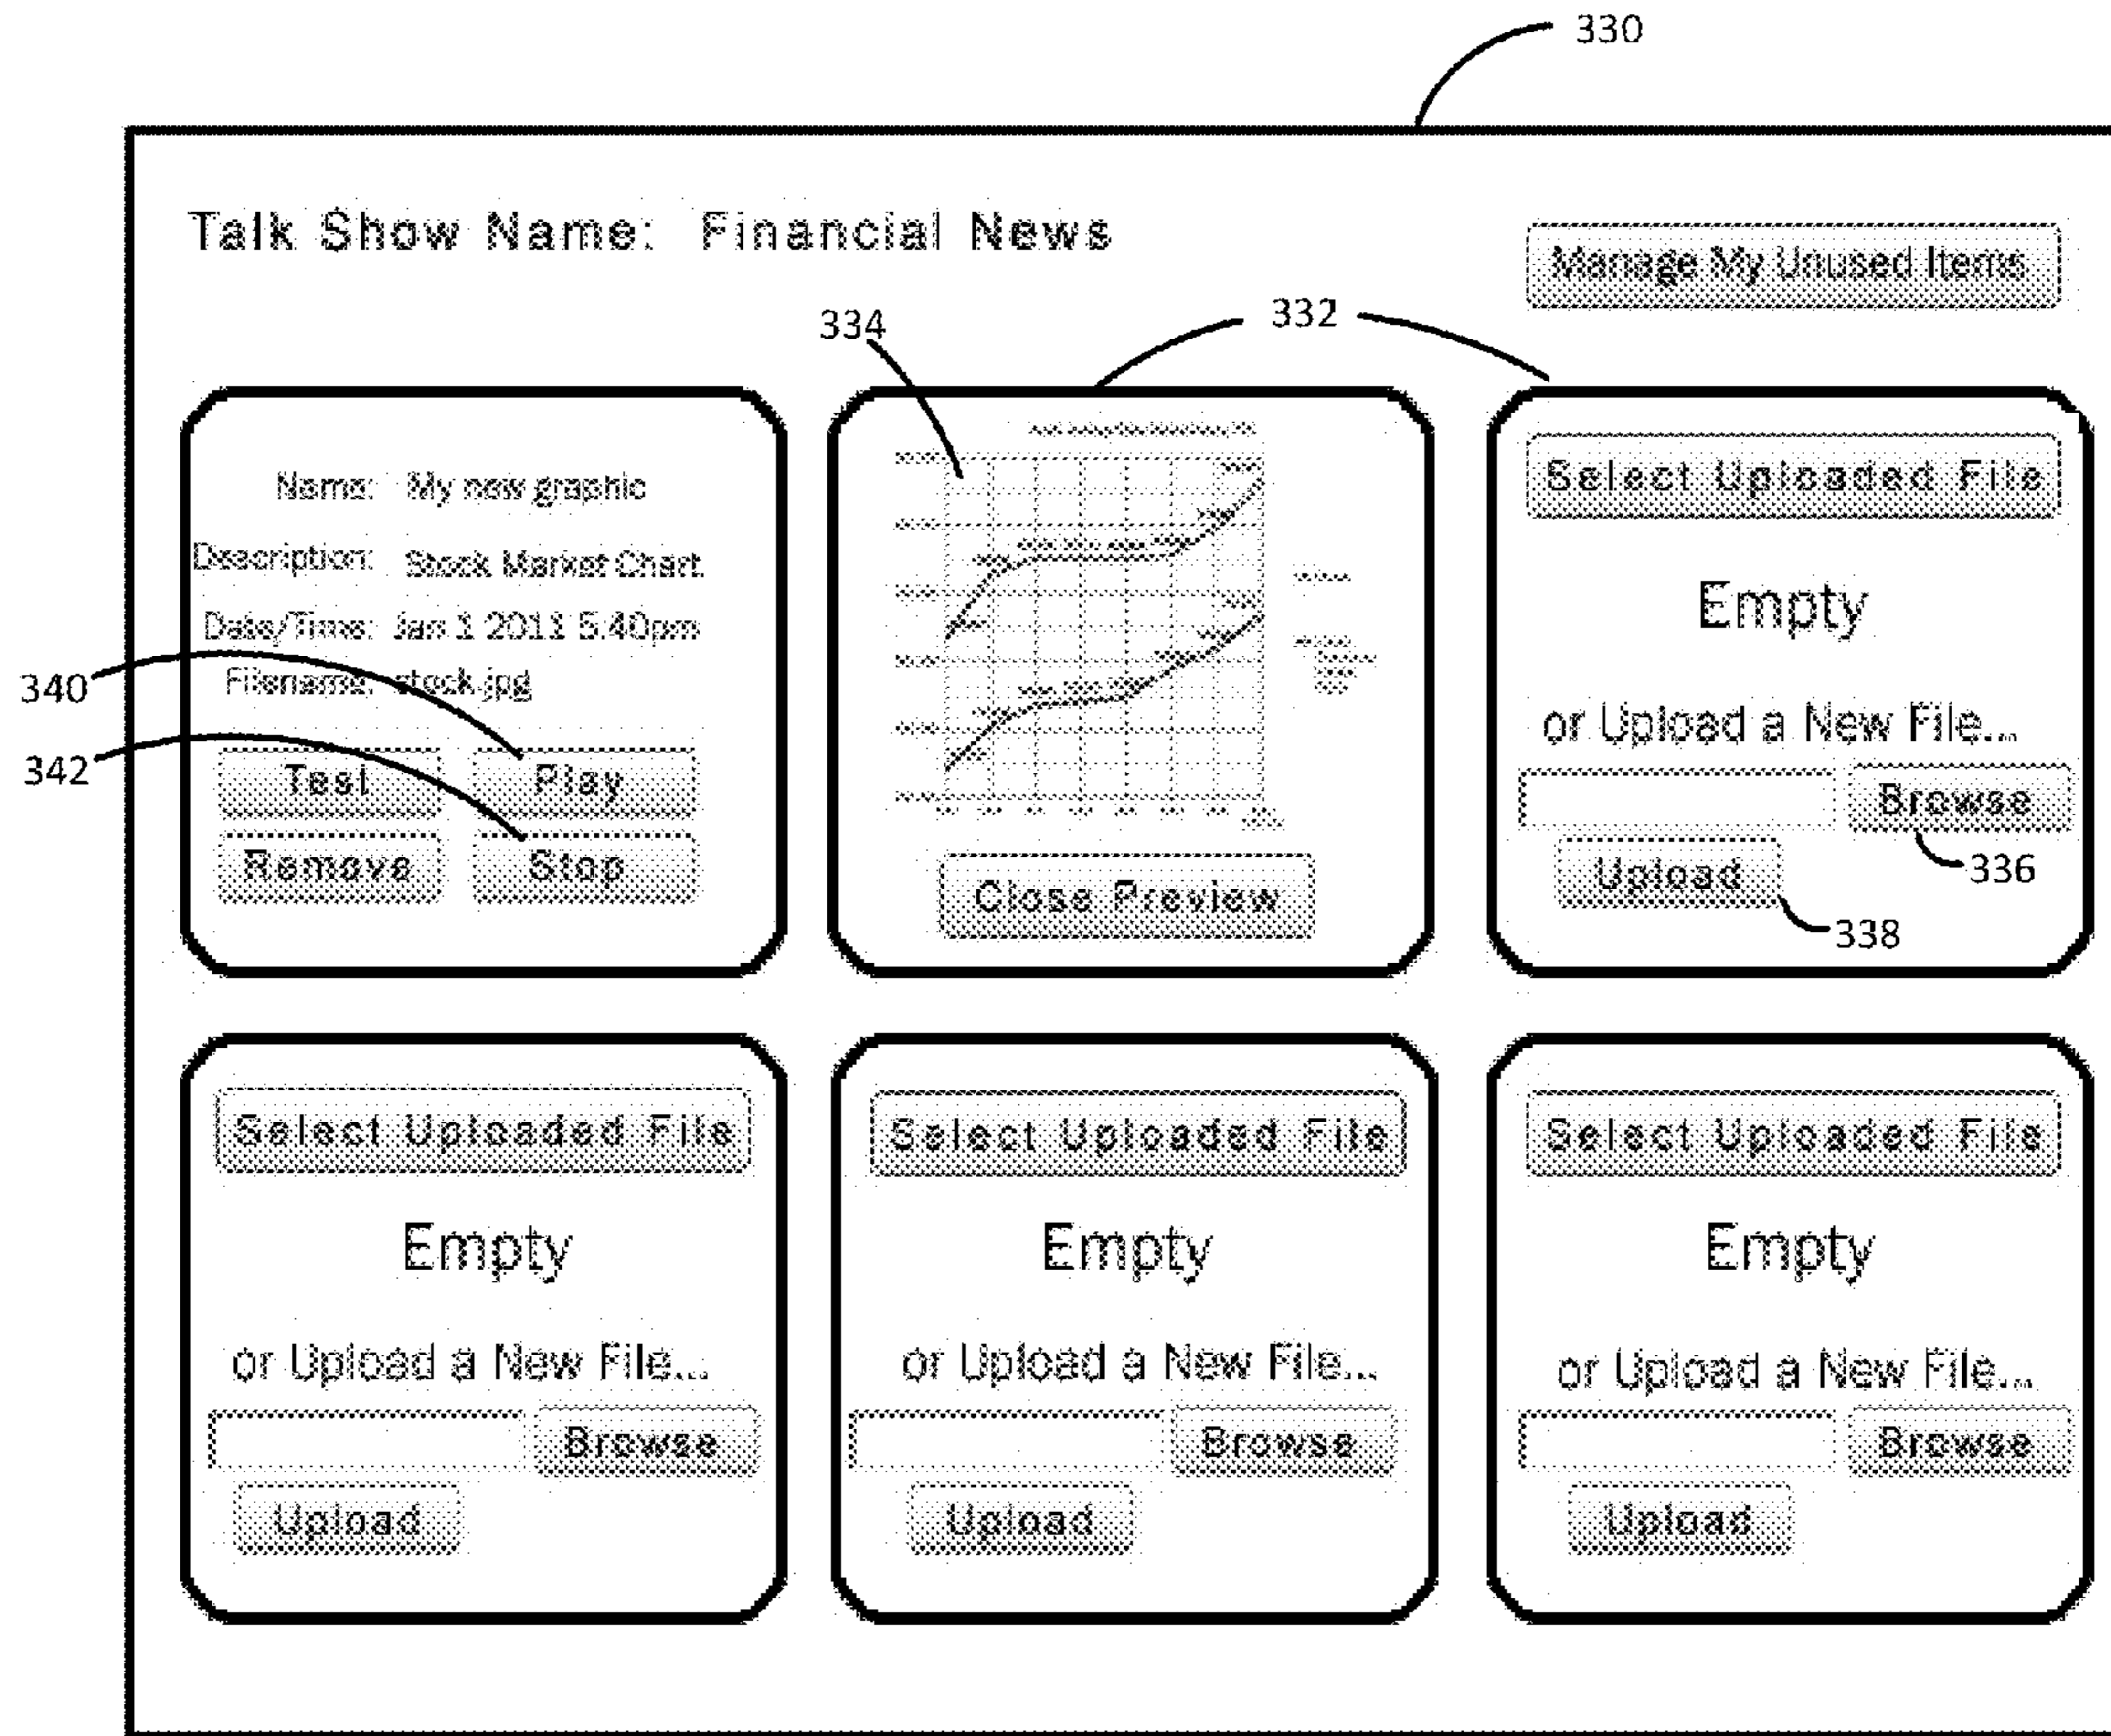 330
Talk Show Name: Financial News
Manage My Unused Items
334
332
Name: My new graphic
Description: Stock Market Chart
Date/Time: Jan 1 2011 5:40pm
Filename: stock.jpg
340
342
Test
Play
Remove
Stop
Close Preview
Select Uploaded File
Empty
or Upload a New File...
Browse
Upload
336
338
Select Uploaded File
Empty
or Upload a New File...
Browse
Upload
Select Uploaded File
Empty
or Upload a New File...
Browse
Upload
Select Uploaded File
Empty
or Upload a New File...
Browse
Upload